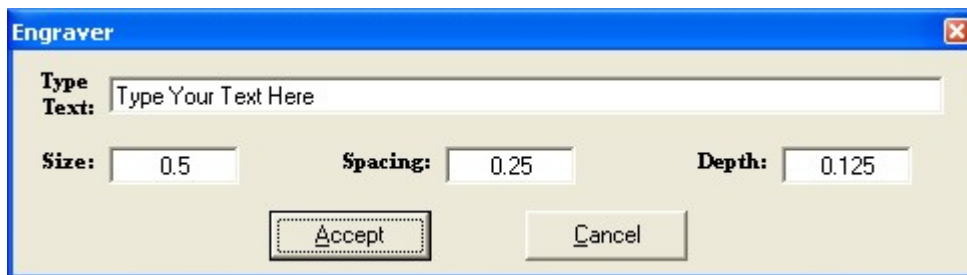 Engraver
Type
Text:
Type Your Text Here
Size: 0.5 Spacing: 0.25 Depth: 0.125
Accept Cancel